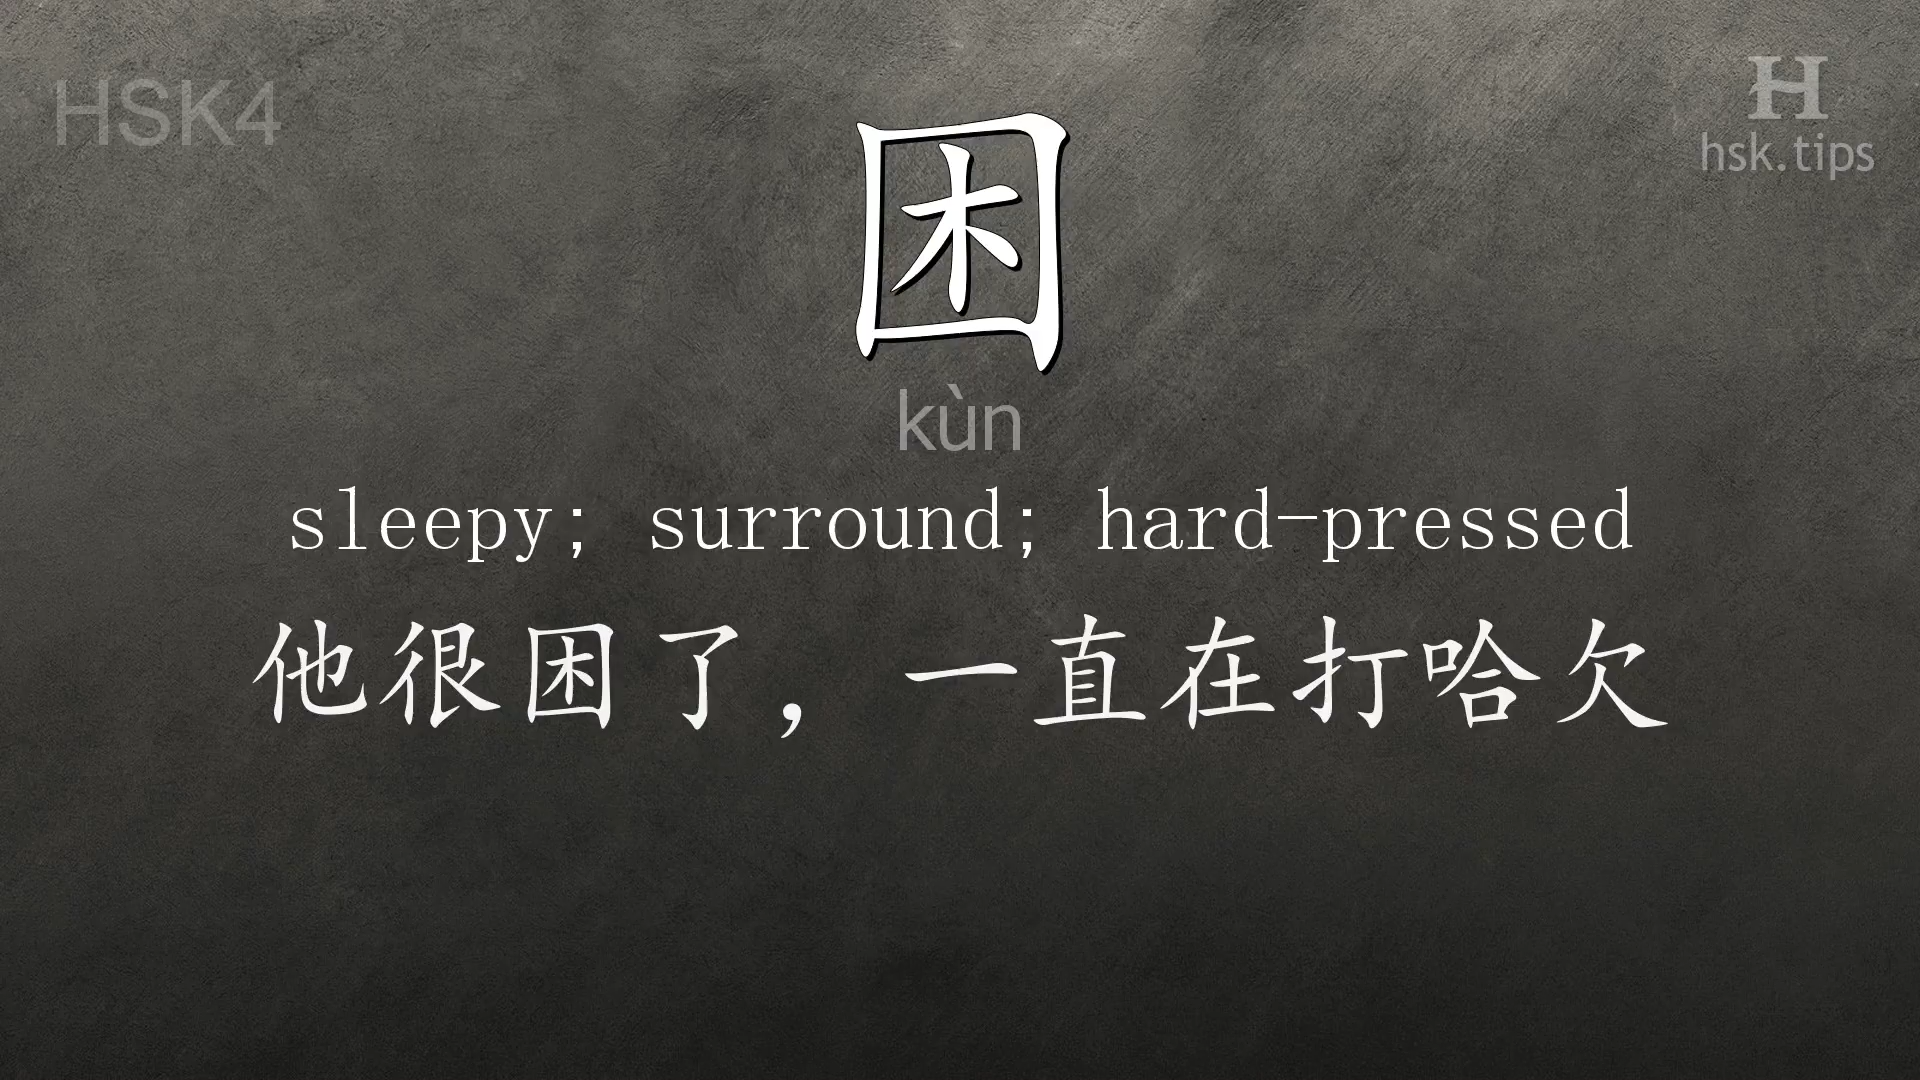 HSK4
H
hsk.tips
困
kùn
sleepy; surround; hard-pressed
他很困了，一直在打哈欠